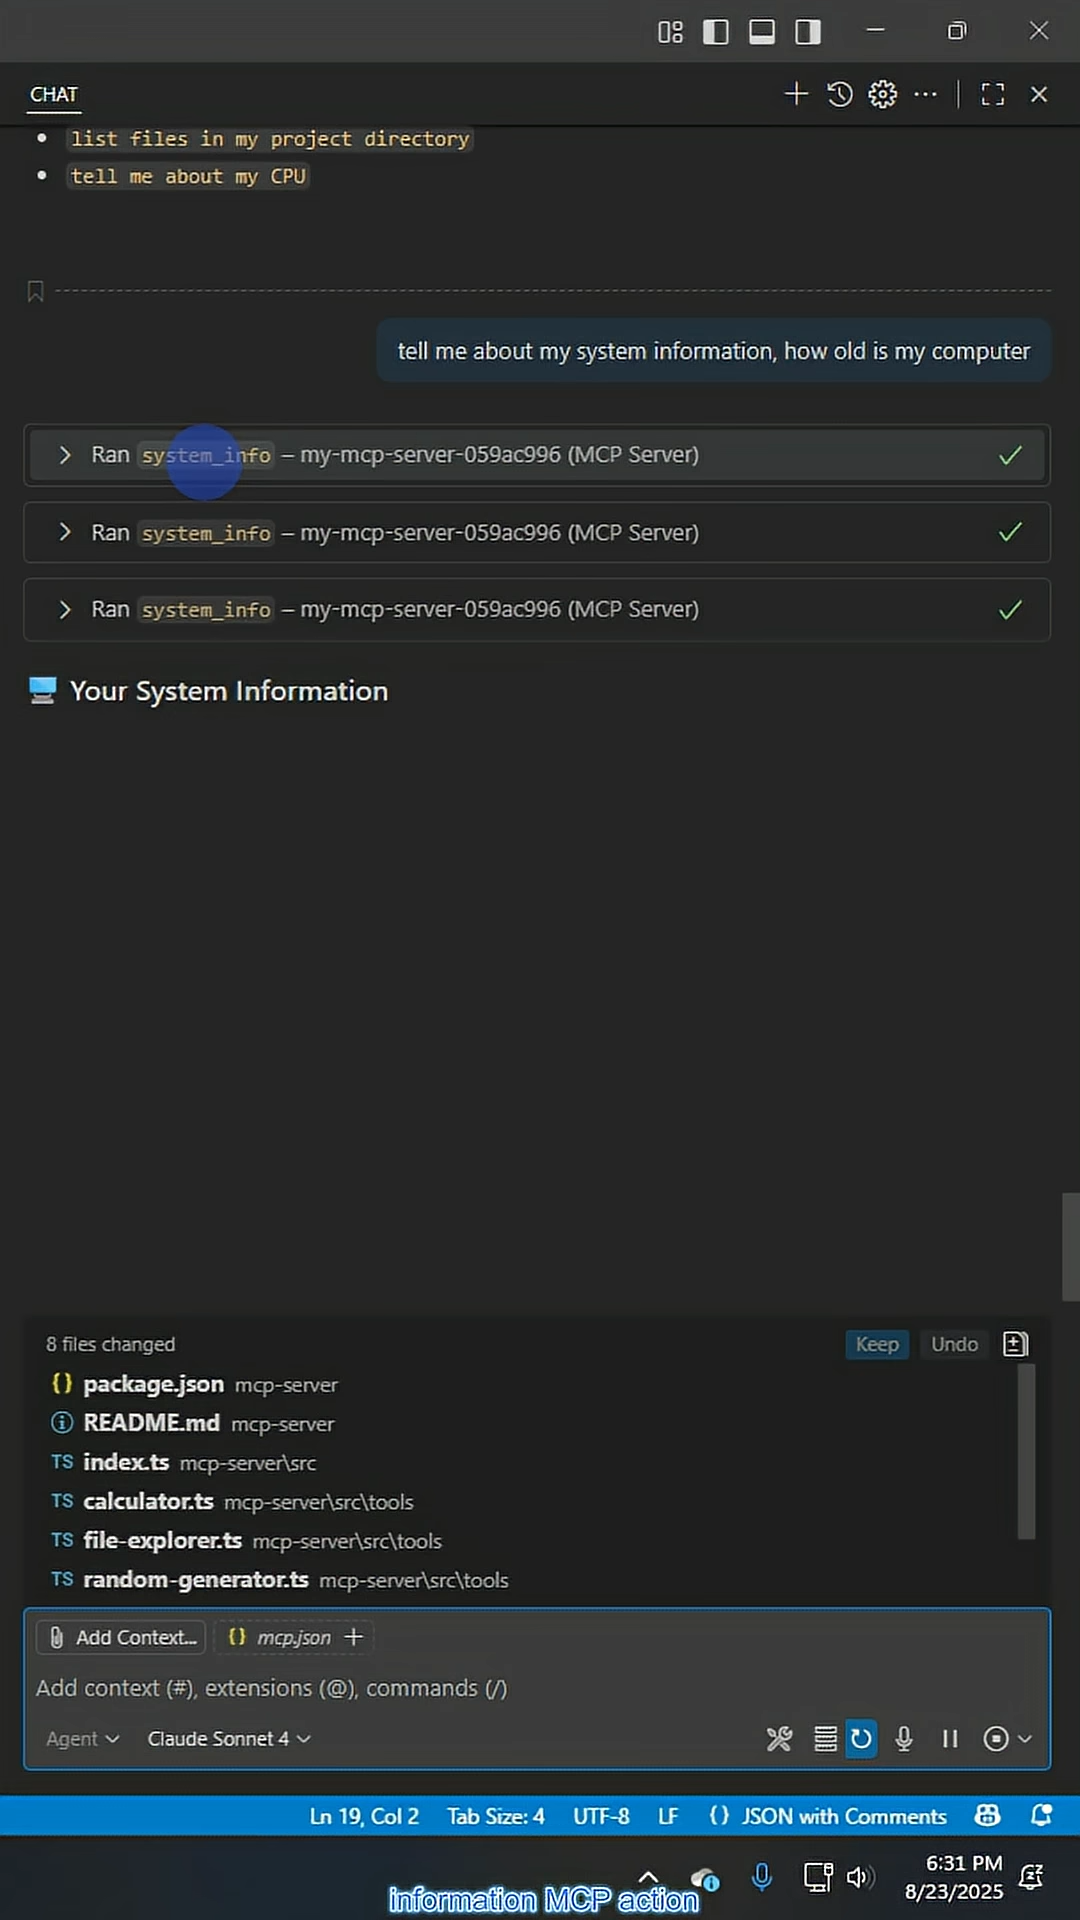 CHAT
list files in my project directory
tell me about my CPU
tell me about my system information, how old is my computer
Ran system_info – my-mcp-server-059ac996 (MCP Server)
Ran system_info – my-mcp-server-059ac996 (MCP Server)
Ran system_info – my-mcp-server-059ac996 (MCP Server)
Your System Information
8 files changed Keep Undo
{} package.json mcp-server
README.md mcp-server
TS index.ts mcp-server\src
TS calculator.ts mcp-server\src\tools
TS file-explorer.ts mcp-server\src\tools
TS random-generator.ts mcp-server\src\tools
Add Context... {} mcp.json +
Add context (#), extensions (@), commands (/)
Agent Claude Sonnet 4
Ln 19, Col 2 Tab Size: 4 UTF-8 LF {} JSON with Comments
6:31 PM
8/23/2025
information MCP action